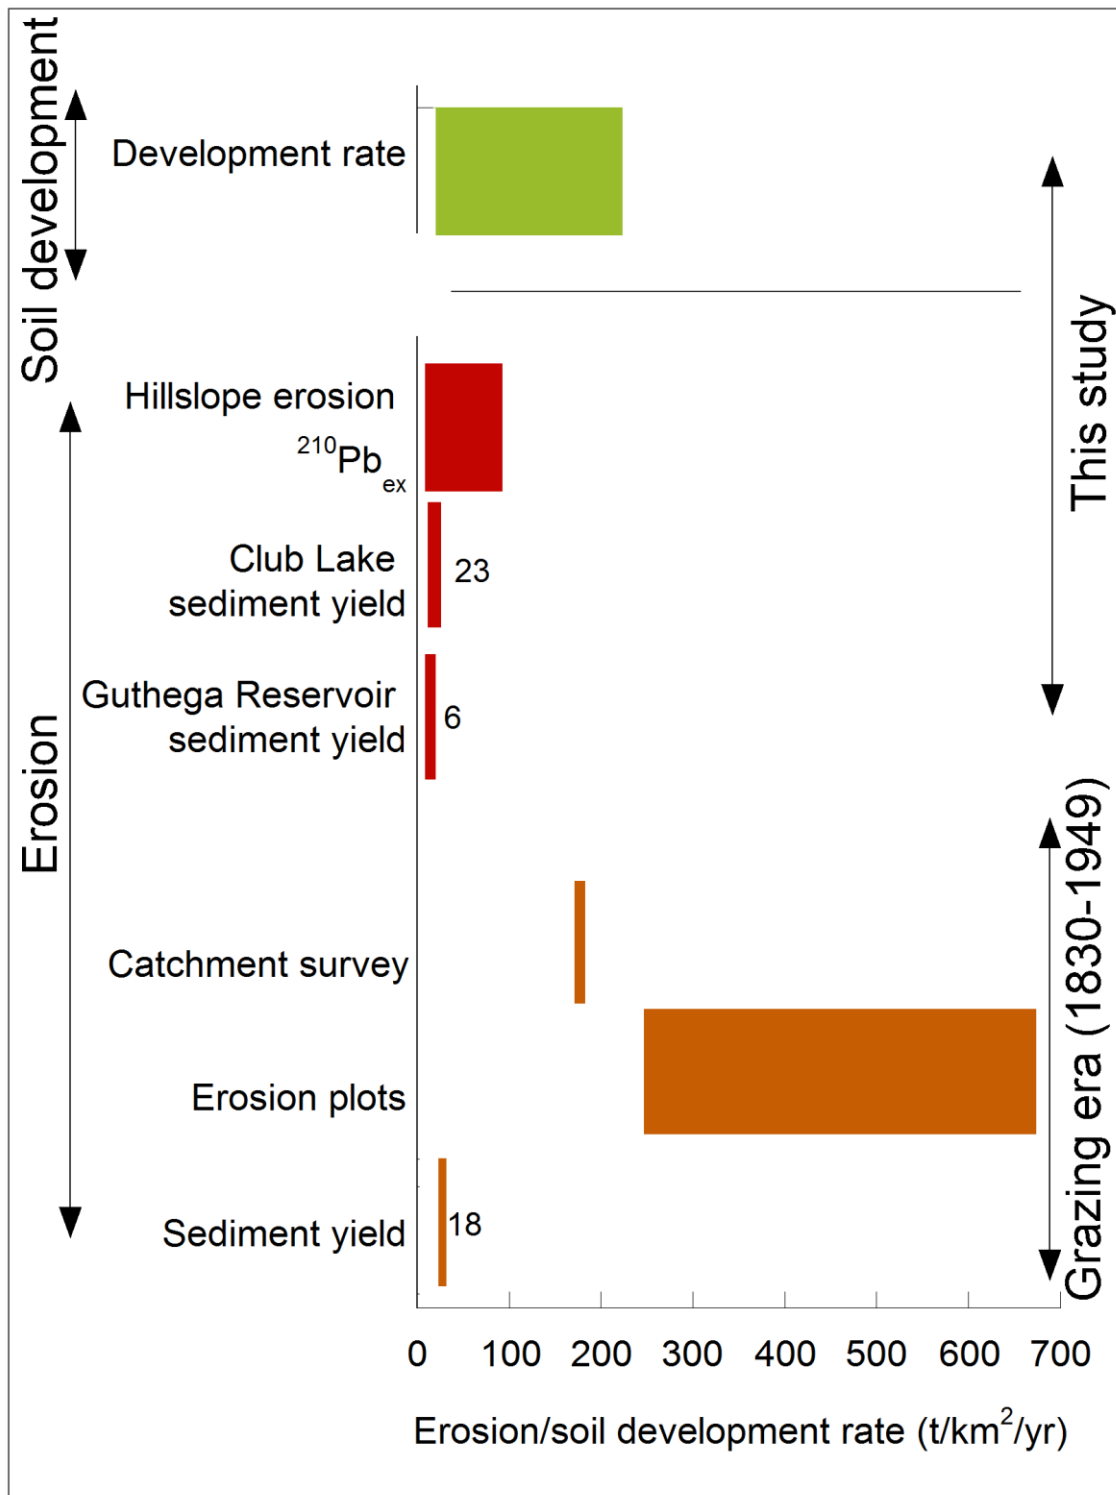 Soil development
Development rate
This study
Erosion
Hillslope erosion
²¹⁰Pbₑₓ
Club Lake
sediment yield
23
Guthega Reservoir
sediment yield
6
Grazing era (1830-1949)
Catchment survey
Erosion plots
Sediment yield
18
0 100 200 300 400 500 600 700
Erosion/soil development rate (t/km²/yr)